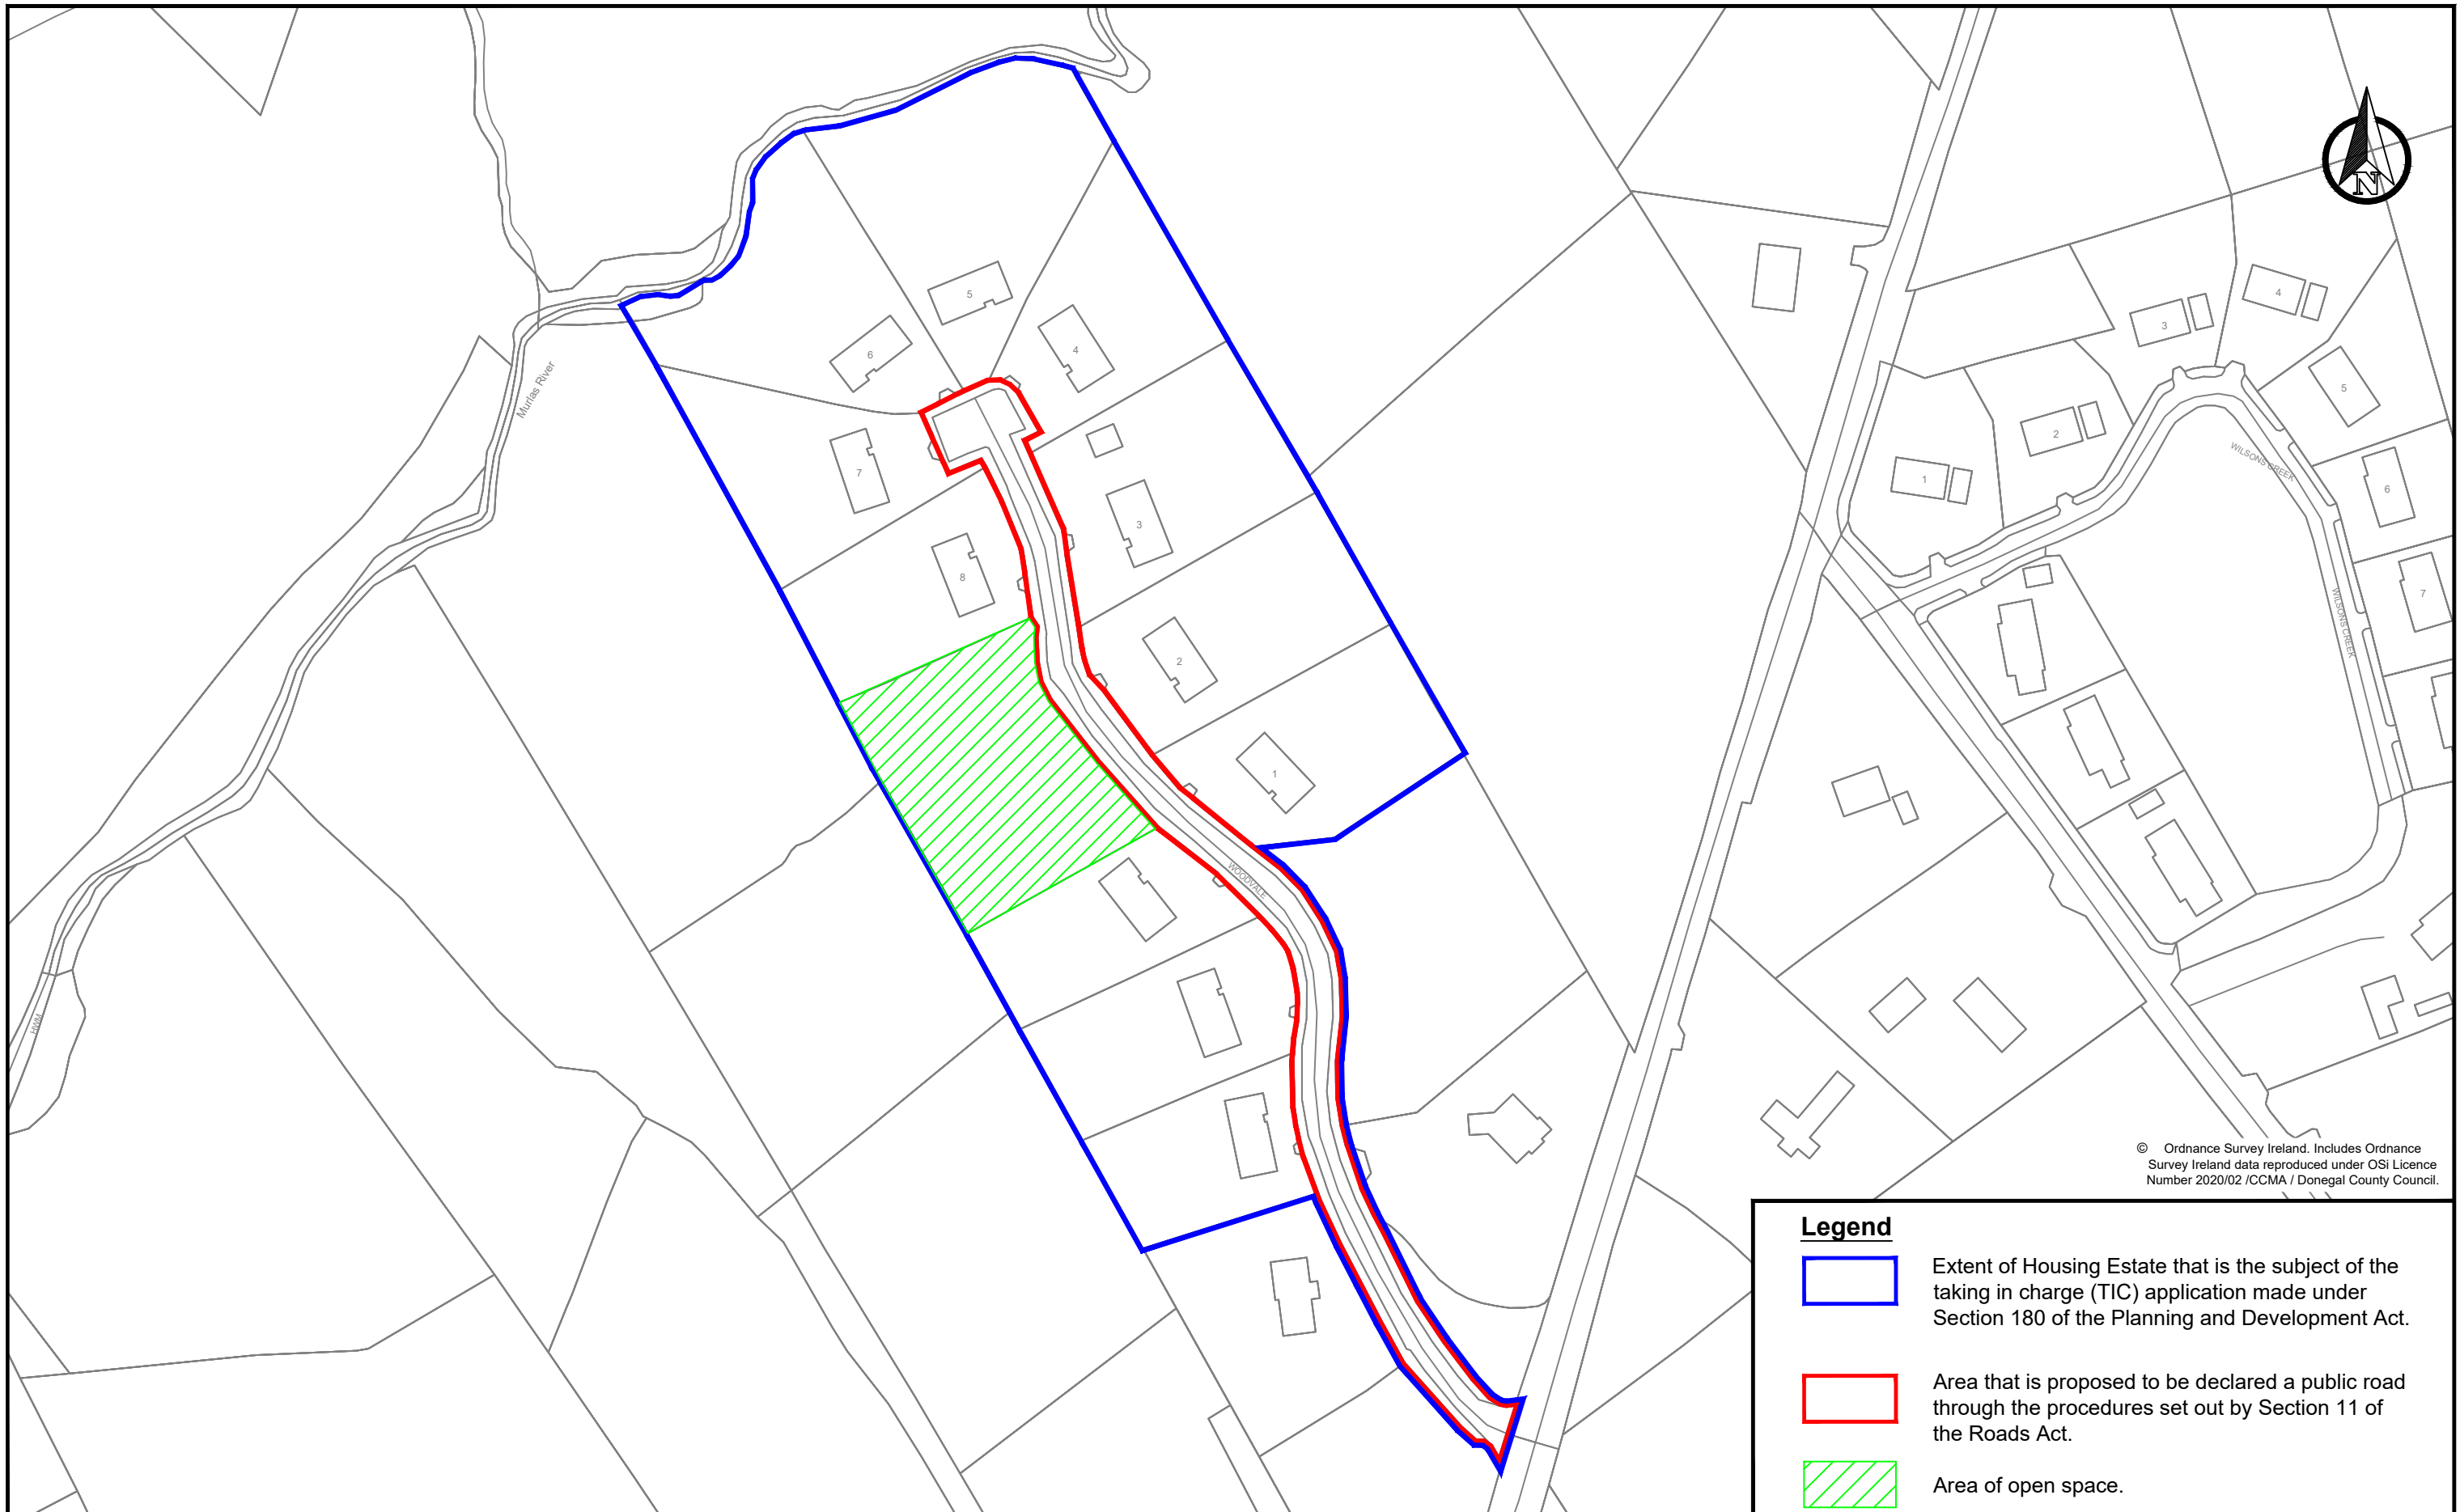 N
5
4
6
7
3
8
2
1
Murlas River
HWM
WOODVALE
4
3
5
2
1
6
7
WILSONS CREEK
WILSONS CREEK
© Ordnance Survey Ireland. Includes Ordnance
Survey Ireland data reproduced under OSi Licence
Number 2020/02 /CCMA / Donegal County Council.
Legend
Extent of Housing Estate that is the subject of the
taking in charge (TIC) application made under
Section 180 of the Planning and Development Act.
Area that is proposed to be declared a public road
through the procedures set out by Section 11 of
the Roads Act.
Area of open space.